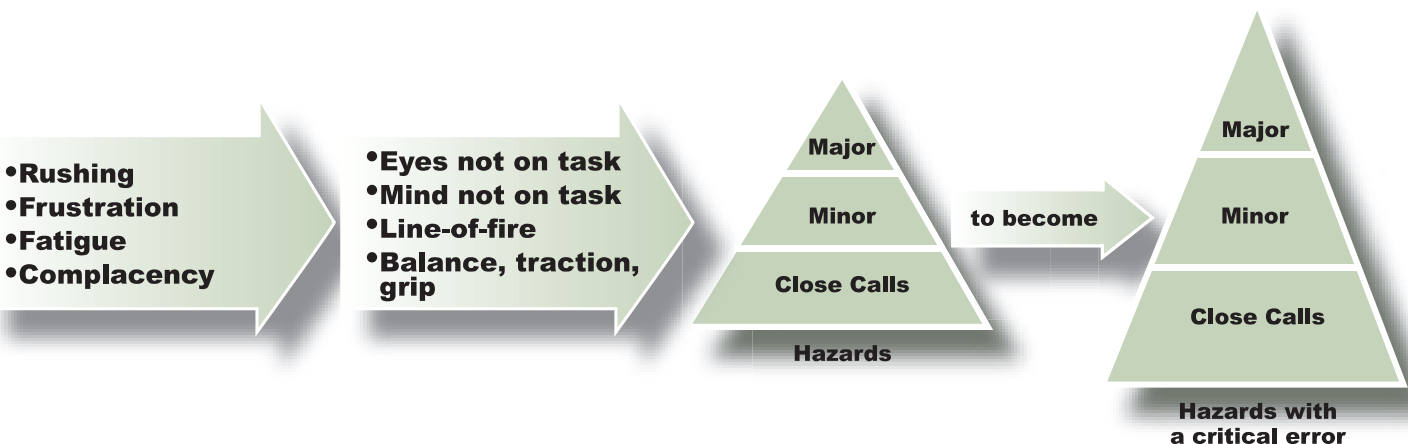 •Rushing
•Frustration
•Fatigue
•Complacency
•Eyes not on task
•Mind not on task
•Line-of-fire
•Balance, traction,
grip
Major
Minor
Close Calls
Hazards
to become
Major
Minor
Close Calls
Hazards with
a critical error